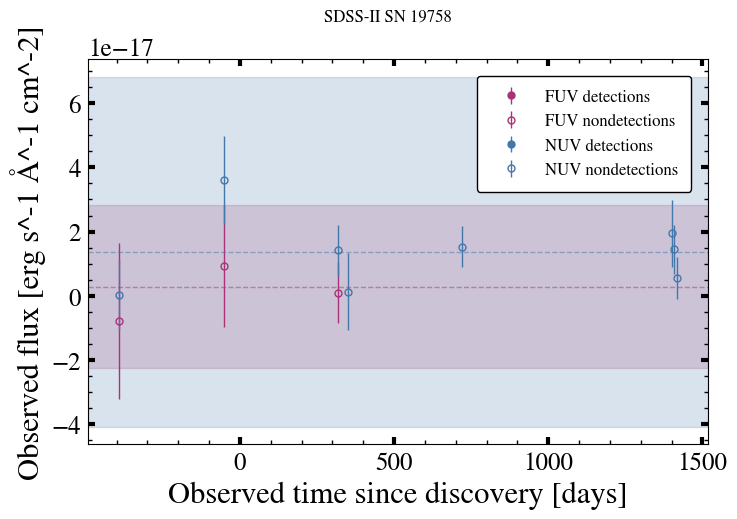 SDSS-II SN 19758
1e−17
FUV detections
FUV nondetections
NUV detections
NUV nondetections
6
4
2
0
−2
−4
Observed flux [erg s^-1 Å^-1 cm^-2]
0
500
1000
1500
Observed time since discovery [days]